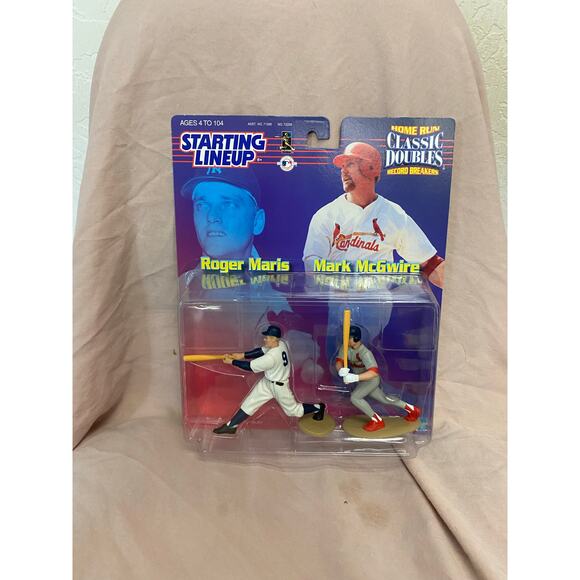 AGES 4 TO 104
STARTING
LINEUP
HOME RUN
CLASSIC
DOUBLES
RECORD BREAKERS
Cardinals
Roger Maris
Mark McGwire
9